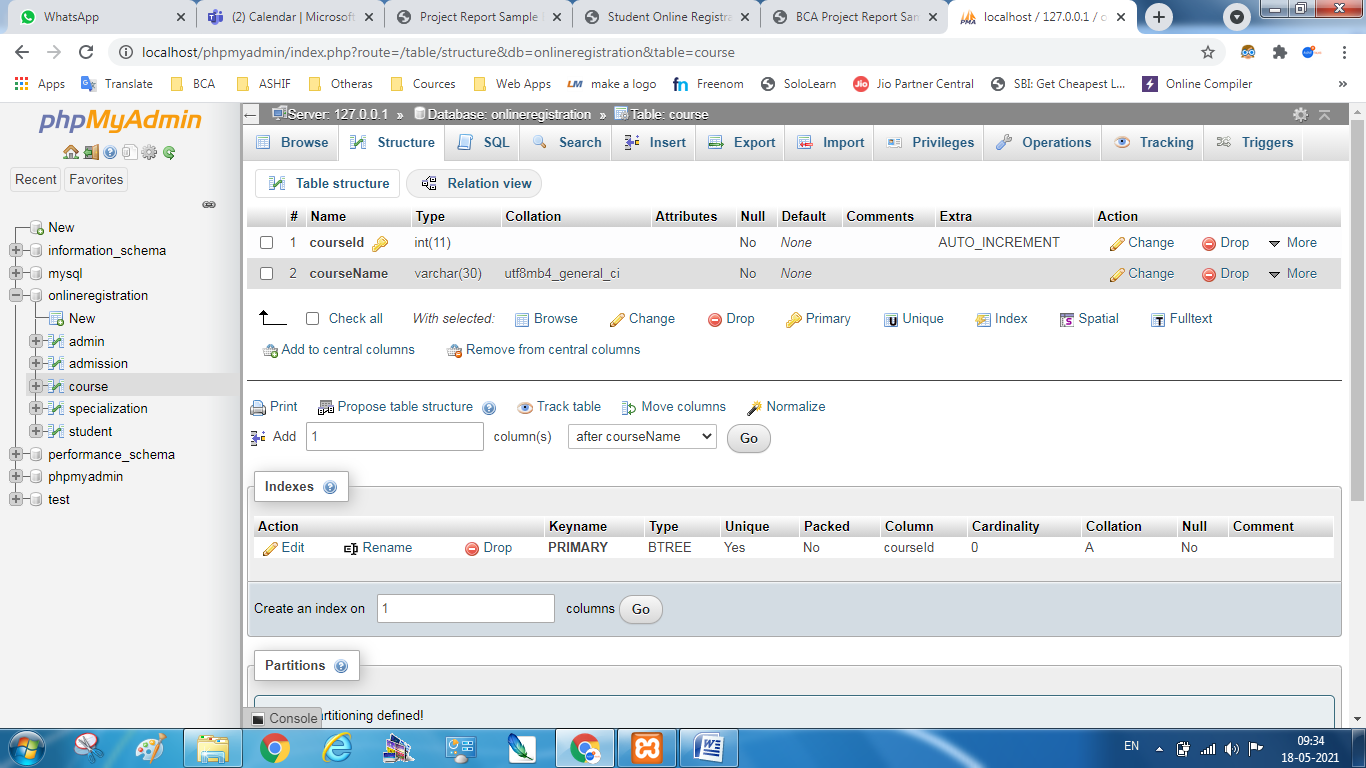 WhatsApp
(2) Calendar | Microsoft
Project Report Sample
Student Online Registra
BCA Project Report Sam
localhost / 127.0.0.1 / o
localhost/phpmyadmin/index.php?route=/table/structure&db=onlineregistration&table=course
Apps Translate BCA ASHIF Otheras Cources Web Apps LM make a logo fn Freenom SoloLearn Jio Jio Partner Central SBI: Get Cheapest L... Online Compiler »
phpMyAdmin
Recent Favorites
New
information_schema
mysql
onlineregistration
New
admin
admission
course
specialization
student
performance_schema
phpmyadmin
test
Server: 127.0.0.1 » Database: onlineregistration » Table: course
Browse Structure SQL Search Insert Export Import Privileges Operations Tracking Triggers
Table structure Relation view
# Name Type Collation Attributes Null Default Comments Extra Action
1 courseId int(11) No None AUTO_INCREMENT Change Drop More
2 courseName varchar(30) utf8mb4_general_ci No None Change Drop More
Check all With selected: Browse Change Drop Primary Unique Index Spatial Fulltext
Add to central columns Remove from central columns
Print Propose table structure Track table Move columns Normalize
Add 1 column(s) after courseName Go
Indexes
Action Keyname Type Unique Packed Column Cardinality Collation Null Comment
Edit Rename Drop PRIMARY BTREE Yes No courseId 0 A No
Create an index on 1 columns Go
Partitions
partitioning defined!
Console
EN
09:34
18-05-2021